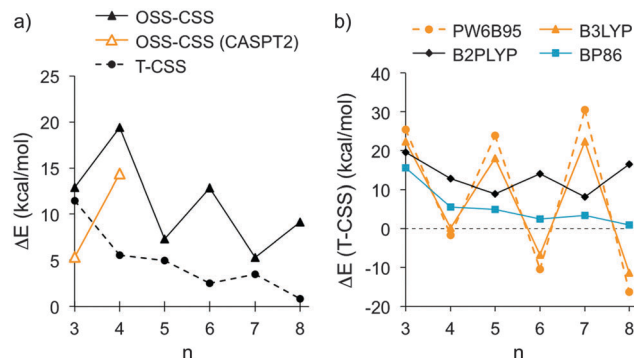 a)
OSS-CSS
OSS-CSS (CASPT2)
T-CSS
ΔE (kcal/mol)
25
20
15
10
5
0
3 4 5 6 7 8
n
b)
PW6B95 B3LYP
B2PLYP BP86
ΔE (T-CSS) (kcal/mol)
40
30
20
10
0
-10
-20
3 4 5 6 7 8
n